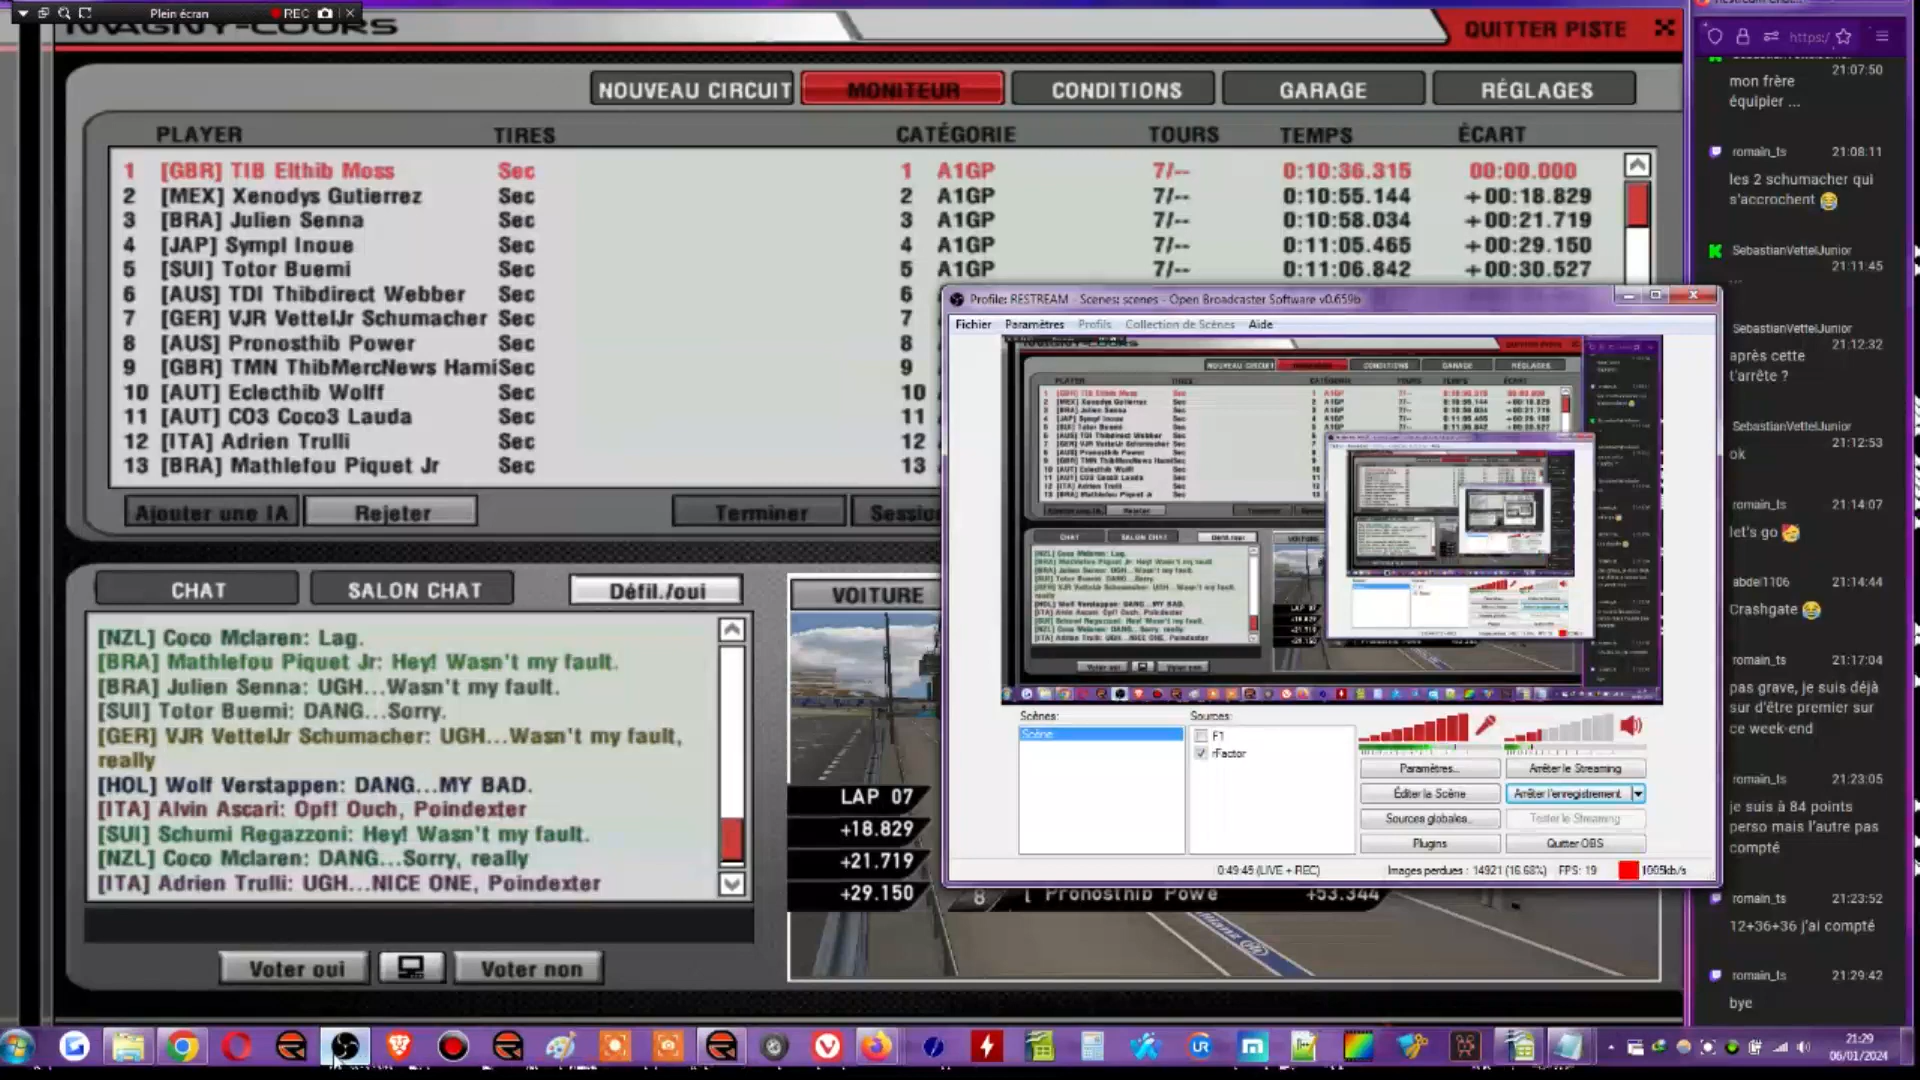 Plein écran
REC
MAGNY-COURS
QUITTER PISTE
NOUVEAU CIRCUIT
MONITEUR
CONDITIONS
GARAGE
RÉGLAGES
PLAYER TIRES CATÉGORIE TOURS TEMPS ÉCART
1 [GBR] TIB Elthib Moss Sec 1 A1GP 7/-- 0:10:36.315 00:00.000
2 [MEX] Xenodys Gutierrez Sec 2 A1GP 7/-- 0:10:55.144 +00:18.829
3 [BRA] Julien Senna Sec 3 A1GP 7/-- 0:10:58.034 +00:21.719
4 [JAP] Sympl Inoue Sec 4 A1GP 7/-- 0:11:05.465 +00:29.150
5 [SUI] Totor Buemi Sec 5 A1GP 7/-- 0:11:06.842 +00:30.527
6 [AUS] TDI Thibdirect Webber Sec 6
7 [GER] VJR VettelJr Schumacher Sec 7
8 [AUS] Pronosthib Power Sec 8
9 [GBR] TMN ThibMercNews HamiSec 9
10 [AUT] Eclecthib Wolff Sec 10
11 [AUT] CO3 Coco3 Lauda Sec 11
12 [ITA] Adrien Trulli Sec 12
13 [BRA] Mathlefou Piquet Jr Sec 13
Ajouter une IA
Rejeter
Terminer
Sessio
CHAT
SALON CHAT
Défil./oui
[NZL] Coco Mclaren: Lag.
[BRA] Mathlefou Piquet Jr: Hey! Wasn't my fault.
[BRA] Julien Senna: UGH...Wasn't my fault.
[SUI] Totor Buemi: DANG...Sorry.
[GER] VJR VettelJr Schumacher: UGH...Wasn't my fault,
really
[HOL] Wolf Verstappen: DANG...MY BAD.
[ITA] Alvin Ascari: Opf! Ouch, Poindexter
[SUI] Schumi Regazzoni: Hey! Wasn't my fault.
[NZL] Coco Mclaren: DANG...Sorry, really
[ITA] Adrien Trulli: UGH...NICE ONE, Poindexter
Voter oui
Voter non
VOITURE
LAP 07
+18.829
+21.719
+29.150
8 [ Pronosthib Powe +53.344
Allianz
Profile: RESTREAM - Scenes: scenes - Open Broadcaster Software v0.659b
Fichier Paramètres Profils Collection de Scènes Aide
Scènes:
Scène
Sources:
F1
rFactor
Paramètres...
Arrêter le Streaming
Éditer la Scène
Arrêter l'enregistrement
Sources globales...
Tester le Streaming
Plugins
Quitter OBS
0:49:45 (LIVE + REC)
Images perdues : 14921 (16.68%)
FPS: 19
1005kb/s
https:/
21:07:50
mon frère
équipier ...
romain_ts 21:08:11
les 2 schumacher qui
s'accrochent 😂
SebastianVettelJunior
21:11:45
...
SebastianVettelJunior
21:12:32
après cette
t'arrête ?
SebastianVettelJunior
21:12:53
ok
romain_ts 21:14:07
let's go 🥳
abdel1106 21:14:44
Crashgate 😂
romain_ts 21:17:04
pas grave, je suis déjà
sur d'être premier sur
ce week-end
romain_ts 21:23:05
je suis à 84 points
perso mais l'autre pas
compté
romain_ts 21:23:52
12+36+36 j'ai compté
romain_ts 21:29:42
bye
UR
21:29
06/01/2024